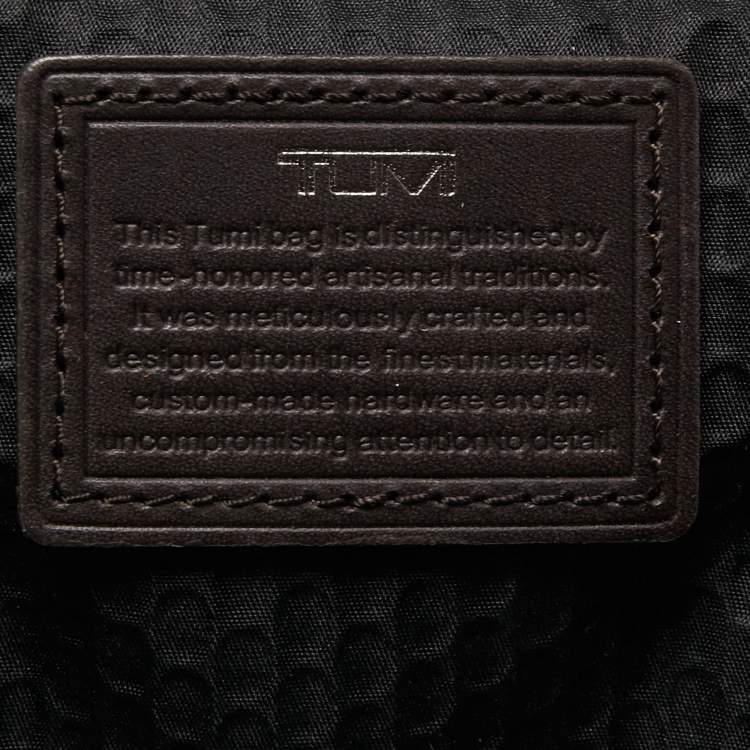 TUMI
This Tumi bag is distinguished by
time-honored artisanal traditions.
It was meticulously crafted and
designed from the finest materials,
custom-made hardware and an
uncompromising attention to detail.